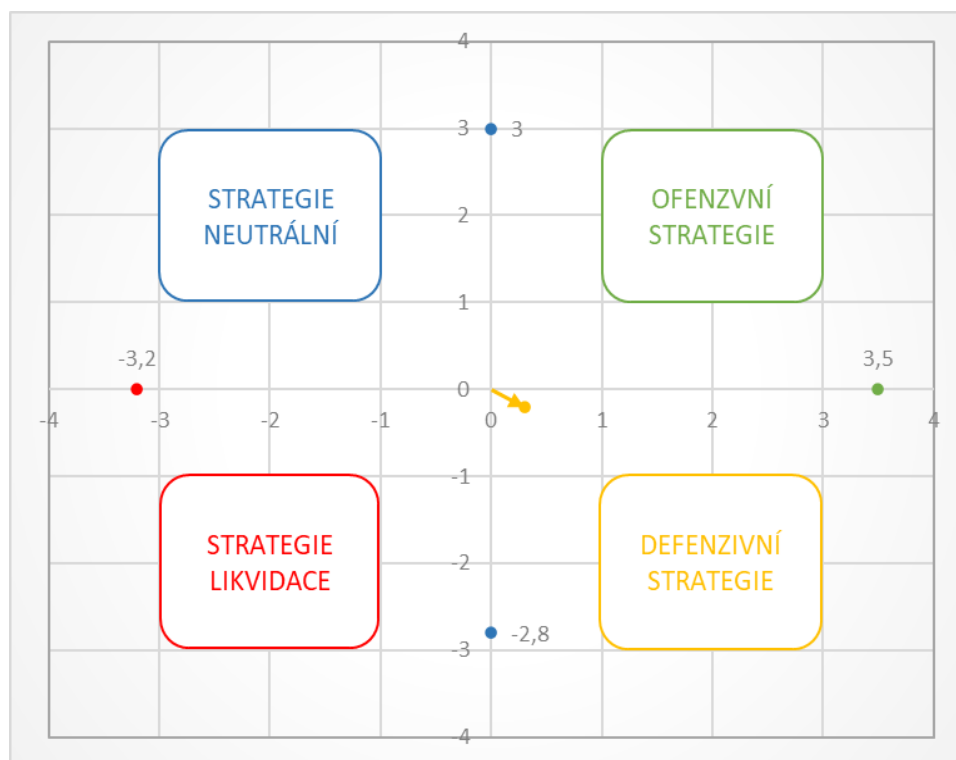 4
3
3
STRATEGIE
NEUTRÁLNÍ
OFENZVNÍ
STRATEGIE
2
1
-3,2
3,5
0
-4
-3
-2
-1
0
1
2
3
4
-1
STRATEGIE
LIKVIDACE
DEFENZIVNÍ
STRATEGIE
-2
-2,8
-3
-4